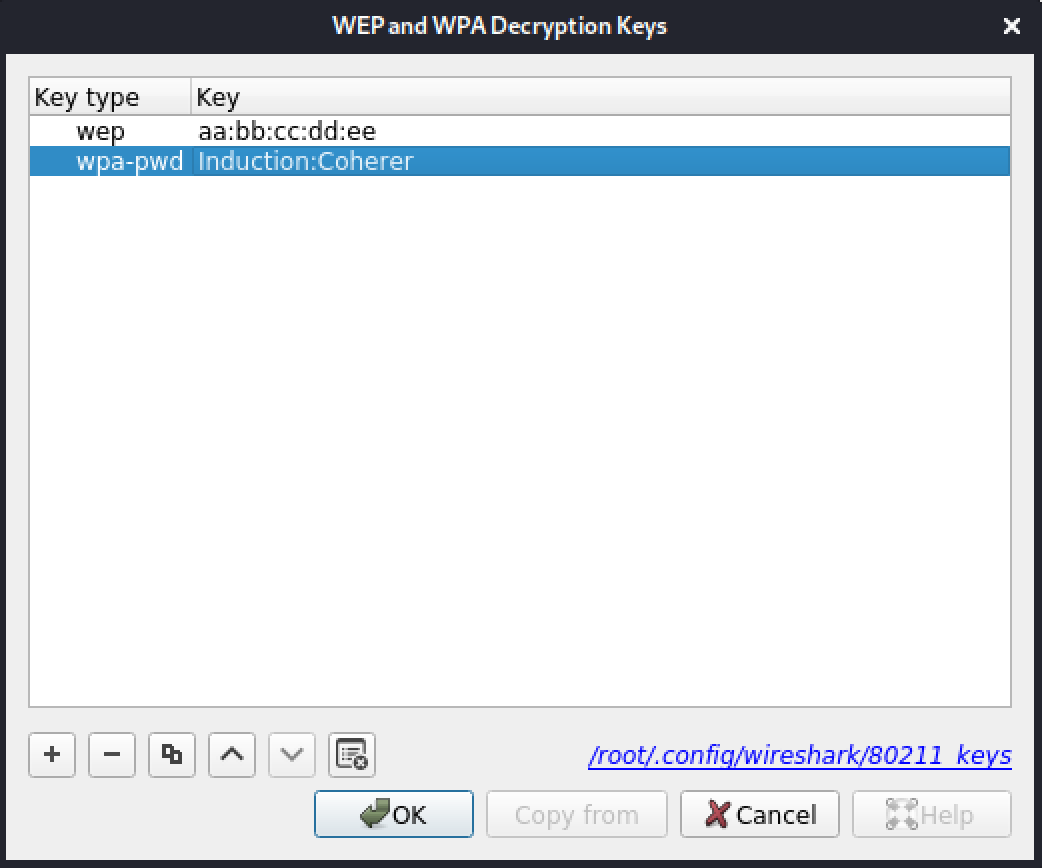 WEP and WPA Decryption Keys
Key type Key
wep aa:bb:cc:dd:ee
wpa-pwd Induction:Coherer
/root/.config/wireshark/80211_keys
OK Copy from Cancel Help